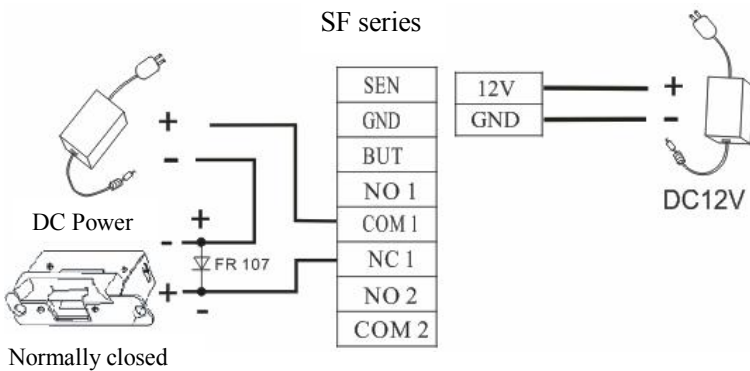 SF series
SEN
GND
BUT
NO 1
COM 1
NC 1
NO 2
COM 2
12V
GND
+
-
DC12V
+
-
DC Power
+
-
FR 107
+
-
Normally closed